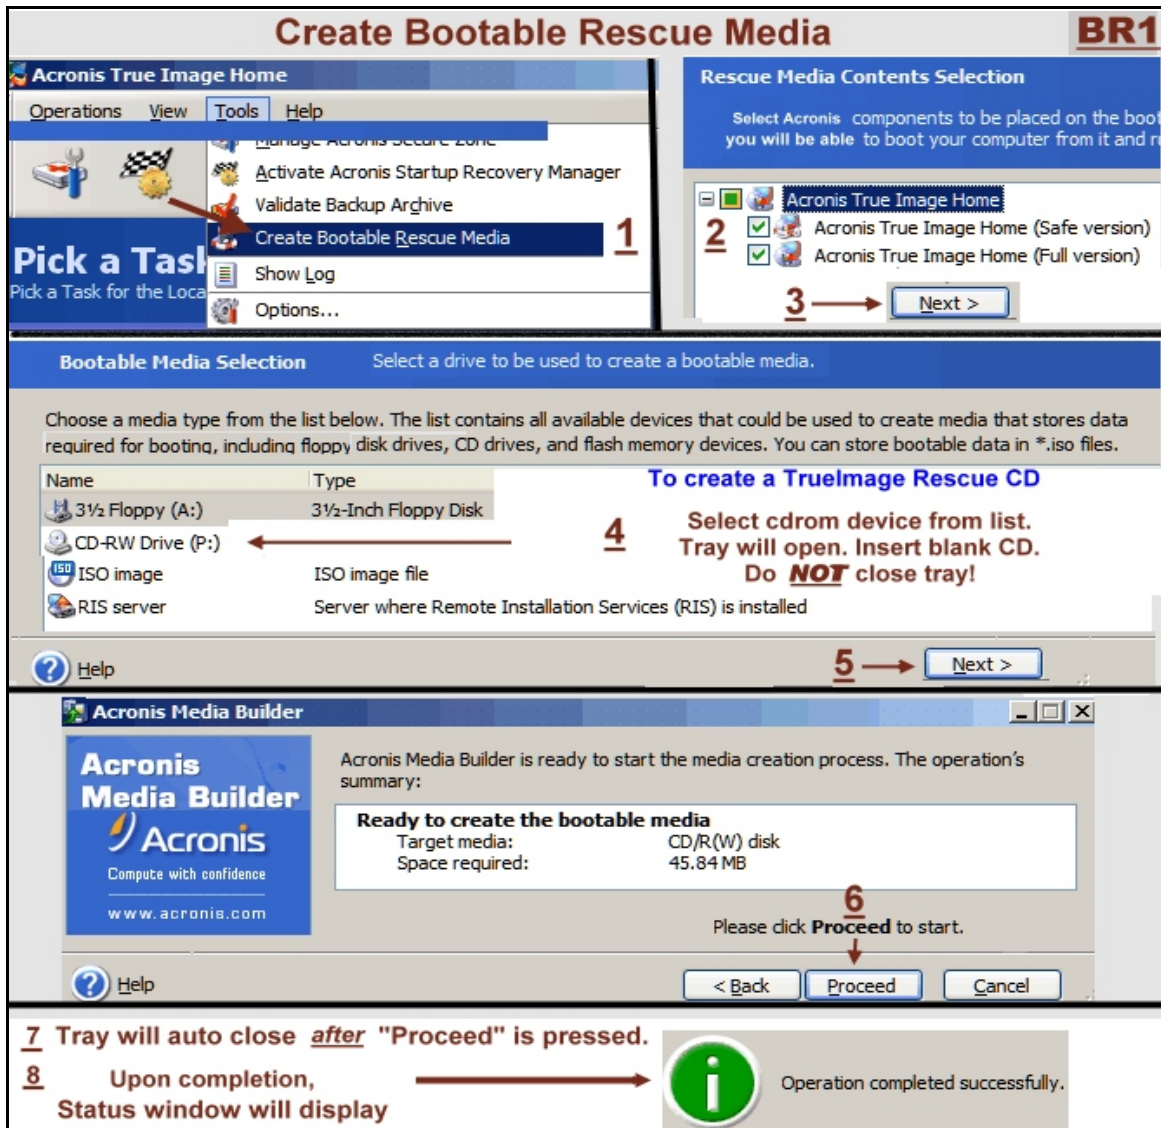 Create Bootable Rescue Media
BR1
Acronis True Image Home
Operations View Tools Help
Manage Acronis Secure Zone
Activate Acronis Startup Recovery Manager
Validate Backup Archive
Create Bootable Rescue Media
1
Show Log
Options...
Pick a Task
Pick a Task for the Loca
Rescue Media Contents Selection
Select Acronis components to be placed on the boot
you will be able to boot your computer from it and r
Acronis True Image Home
2
Acronis True Image Home (Safe version)
Acronis True Image Home (Full version)
3
Next >
Bootable Media Selection
Select a drive to be used to create a bootable media.
Choose a media type from the list below. The list contains all available devices that could be used to create media that stores data
required for booting, including floppy disk drives, CD drives, and flash memory devices. You can store bootable data in *.iso files.
Name Type
3½ Floppy (A:) 3½-Inch Floppy Disk
CD-RW Drive (P:)
ISO image ISO image file
RIS server Server where Remote Installation Services (RIS) is installed
To create a TrueImage Rescue CD
4
Select cdrom device from list.
Tray will open. Insert blank CD.
Do NOT close tray!
Help
5
Next >
Acronis Media Builder
Acronis
Media Builder
Acronis
Compute with confidence
www.acronis.com
Acronis Media Builder is ready to start the media creation process. The operation's
summary:
Ready to create the bootable media
Target media: CD/R(W) disk
Space required: 45.84 MB
6
Please click Proceed to start.
Help
< Back
Proceed
Cancel
7 Tray will auto close after "Proceed" is pressed.
8 Upon completion,
Status window will display
Operation completed successfully.